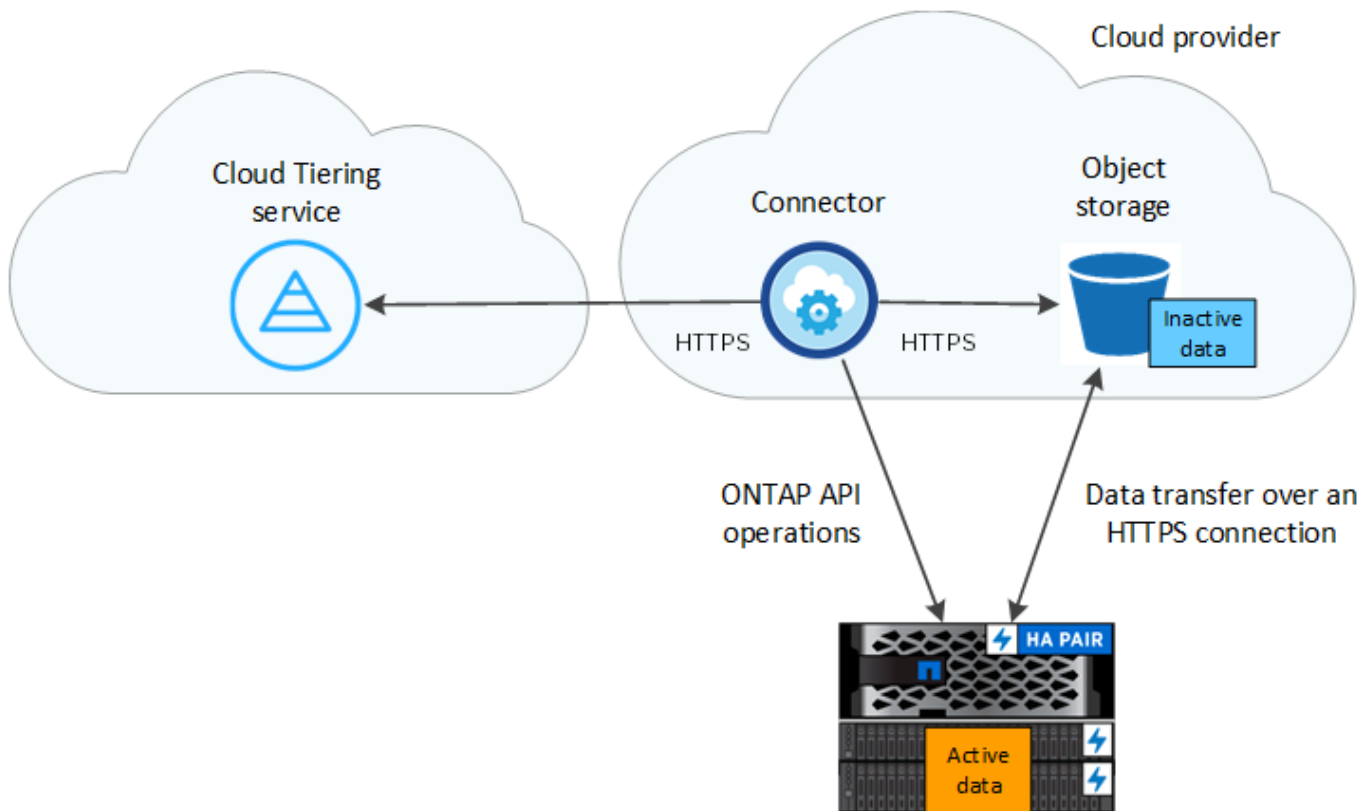 Cloud provider
Cloud Tiering
service
Connector
Object
storage
Inactive
data
HTTPS
HTTPS
ONTAP API
operations
Data transfer over an
HTTPS connection
HA PAIR
Active
data